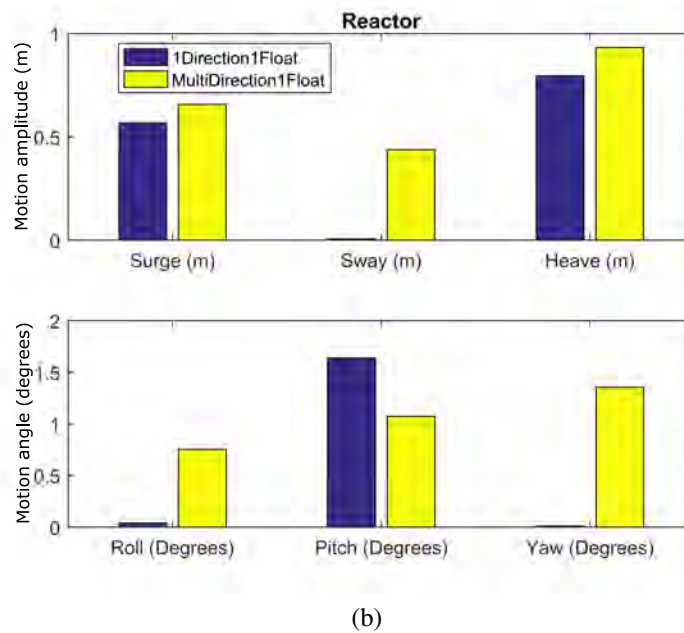 Reactor
1Direction1Float
MultiDirection1Float
Motion amplitude (m)
1
0.5
0
Surge (m) Sway (m) Heave (m)
Motion angle (degrees)
2
1.5
1
0.5
0
Roll (Degrees) Pitch (Degrees) Yaw (Degrees)
(b)